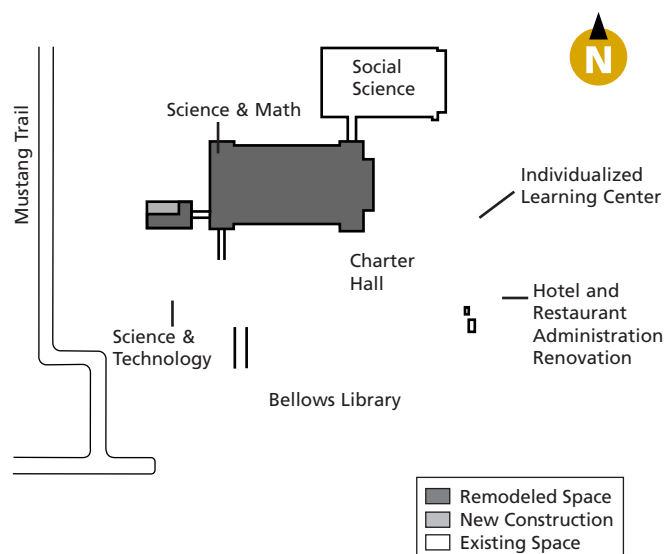 N
Social
Science
Science & Math
Mustang Trail
Individualized
Learning Center
Charter
Hall
Hotel and
Restaurant
Administration
Renovation
Science &
Technology
Bellows Library
Remodeled Space
New Construction
Existing Space